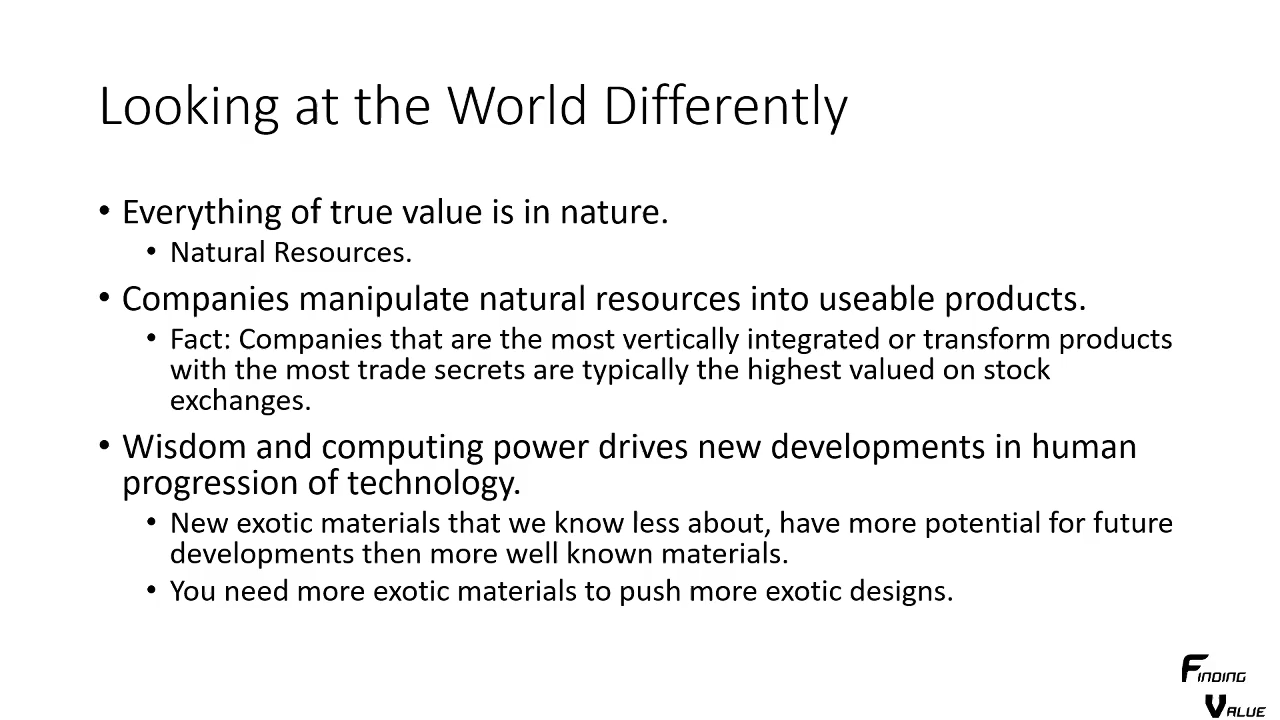 Looking at the World Differently
• Everything of true value is in nature.
• Natural Resources.
• Companies manipulate natural resources into useable products.
• Fact: Companies that are the most vertically integrated or transform products
with the most trade secrets are typically the highest valued on stock
exchanges.
• Wisdom and computing power drives new developments in human
progression of technology.
• New exotic materials that we know less about, have more potential for future
developments then more well known materials.
• You need more exotic materials to push more exotic designs.
Finding
Value